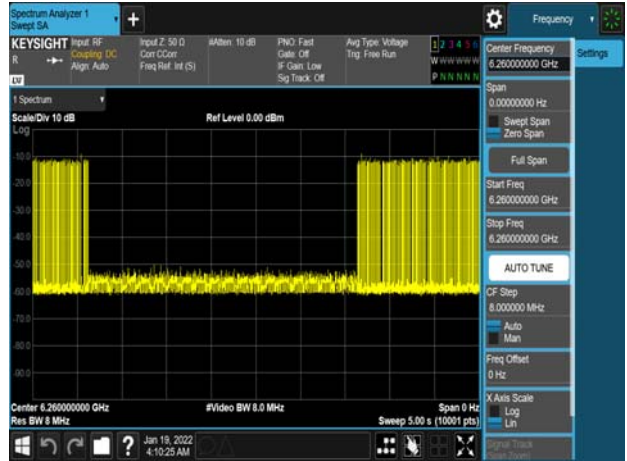 Spectrum Analyzer 1
Swept SA
Frequency
KEYSIGHT
Input: RF
Coupling: DC
Align: Auto
Input Z: 50 Ω
Corr CCorr
Freq Ref: Int (S)
#Atten: 10 dB
PNO: Fast
Gate: Off
IF Gain: Low
Sig Track: Off
Avg Type: Voltage
Trig: Free Run
1 2 3 4 5 6
W W W W W W
P N N N N N
R
LV
Center Frequency
6.260000000 GHz
Settings
Span
0.00000000 Hz
Swept Span
Zero Span
Full Span
Start Freq
6.260000000 GHz
Stop Freq
6.260000000 GHz
AUTO TUNE
CF Step
8.000000 MHz
Auto
Man
Freq Offset
0 Hz
X Axis Scale
Log
Lin
Signal Track
(Span Zoom)
1 Spectrum
Scale/Div 10 dB
Ref Level 0.00 dBm
Log
-10.0
-20.0
-30.0
-40.0
-50.0
-60.0
-70.0
-80.0
-90.0
Center 6.260000000 GHz
#Video BW 8.0 MHz
Span 0 Hz
Res BW 8 MHz
Sweep 5.00 s (10001 pts)
Jan 19, 2022
4:10:25 AM